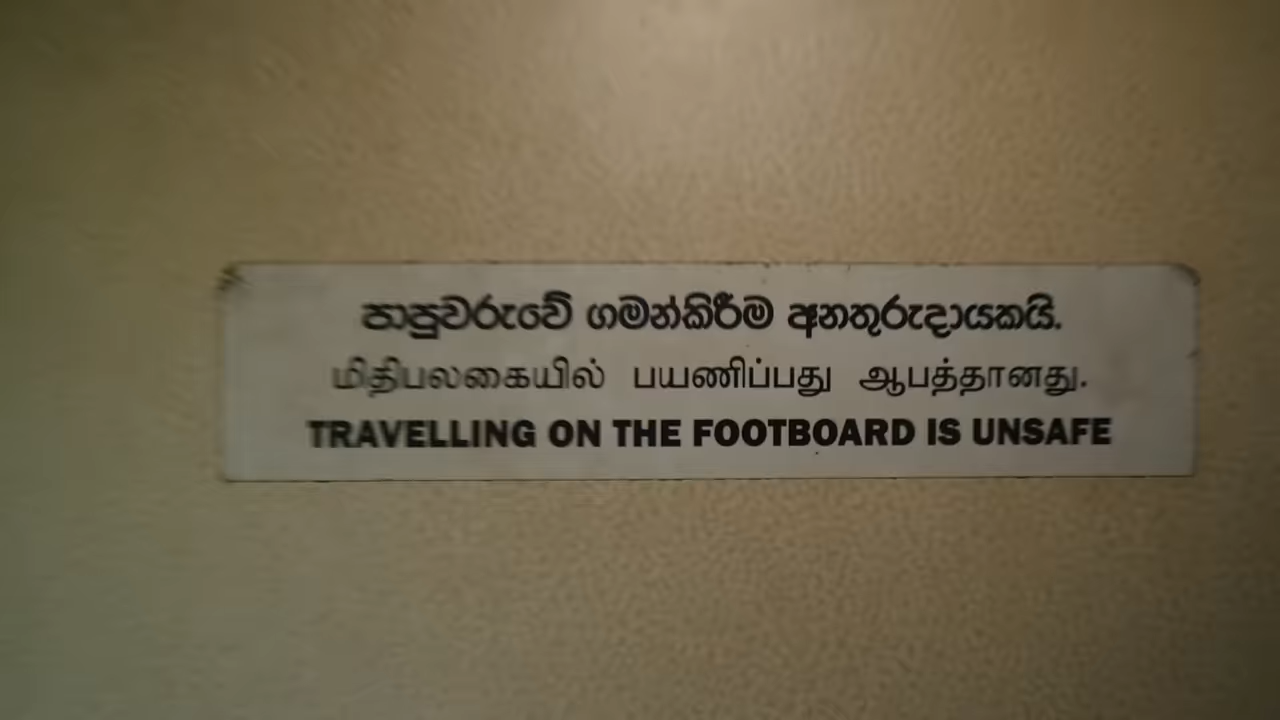 පාපුවරුවේ ගමන්කිරීම අනතුරුදායකයි.
மிதிபலகையில் பயணிப்பது ஆபத்தானது.
TRAVELLING ON THE FOOTBOARD IS UNSAFE